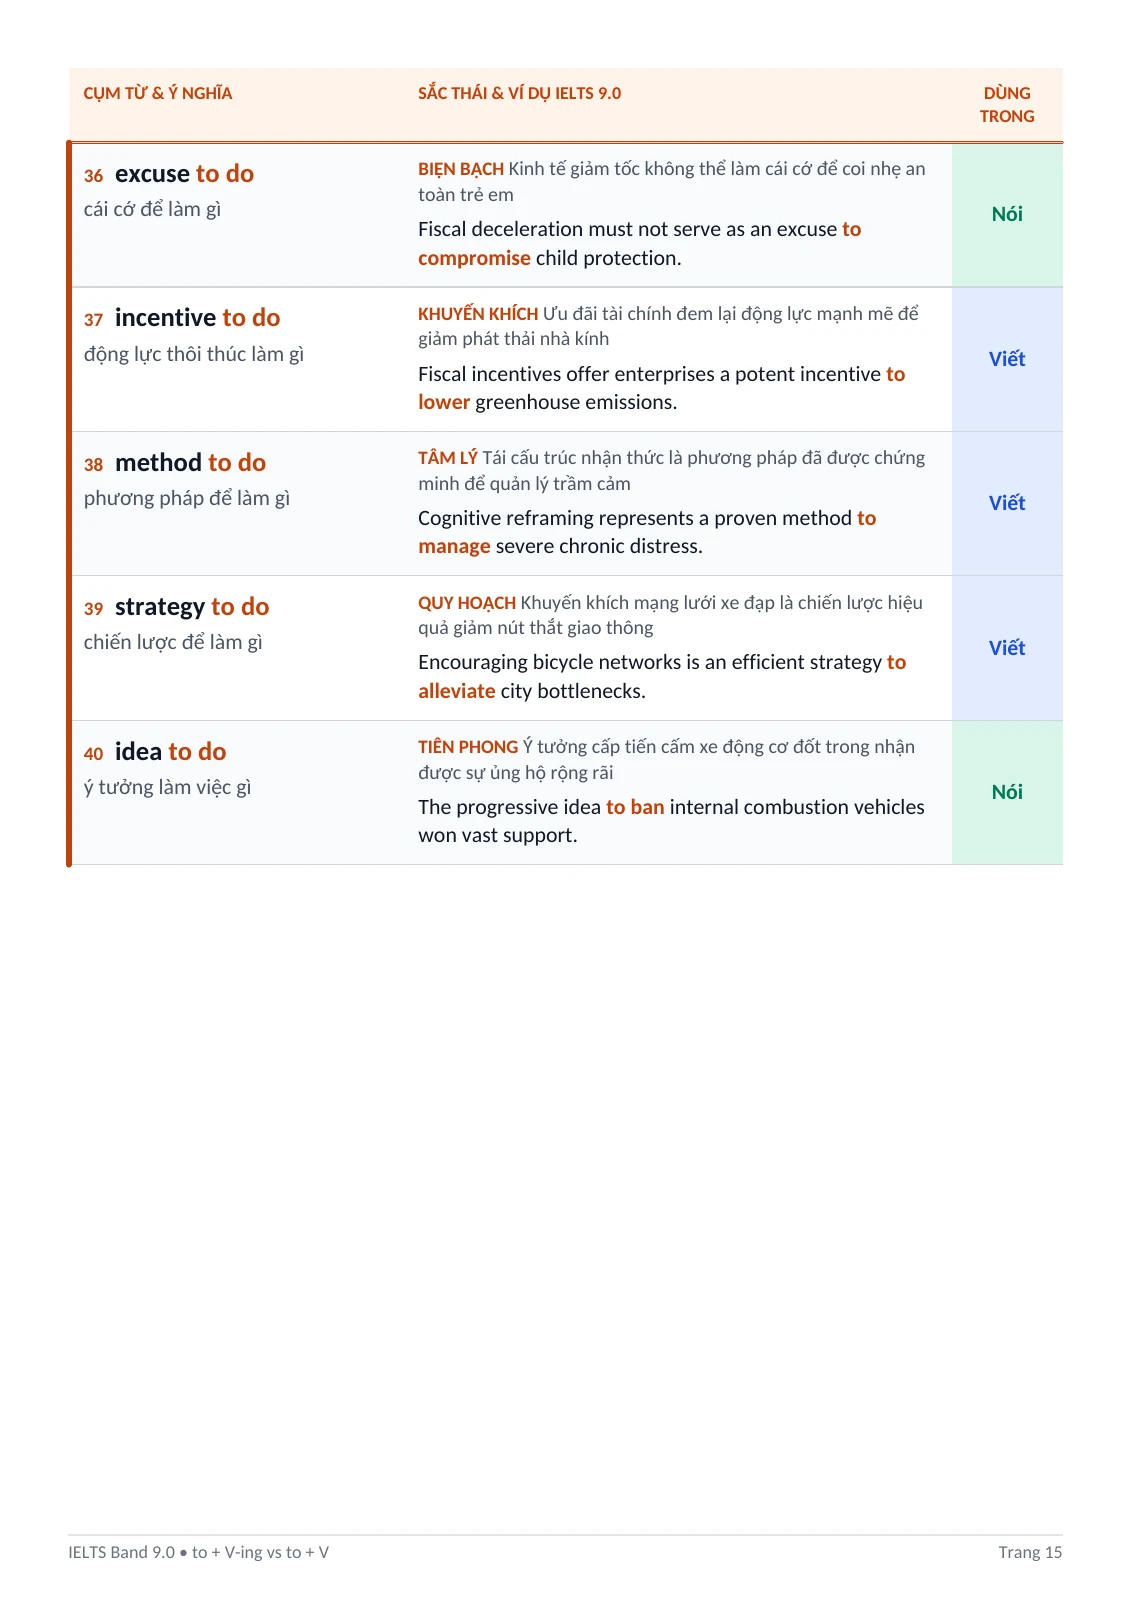 CỤM TỪ & Ý NGHĨA
SẮC THÁI & VÍ DỤ IELTS 9.0
DÙNG
TRONG
36 excuse to do
cái cớ để làm gì
BIỆN BẠCH Kinh tế giảm tốc không thể làm cái cớ để coi nhẹ an
toàn trẻ em
Fiscal deceleration must not serve as an excuse to
compromise child protection.
Nói
37 incentive to do
động lực thôi thúc làm gì
KHUYẾN KHÍCH Ưu đãi tài chính đem lại động lực mạnh mẽ để
giảm phát thải nhà kính
Fiscal incentives offer enterprises a potent incentive to
lower greenhouse emissions.
Viết
38 method to do
phương pháp để làm gì
TÂM LÝ Tái cấu trúc nhận thức là phương pháp đã được chứng
minh để quản lý trầm cảm
Cognitive reframing represents a proven method to
manage severe chronic distress.
Viết
39 strategy to do
chiến lược để làm gì
QUY HOẠCH Khuyến khích mạng lưới xe đạp là chiến lược hiệu
quả giảm nút thắt giao thông
Encouraging bicycle networks is an efficient strategy to
alleviate city bottlenecks.
Viết
40 idea to do
ý tưởng làm việc gì
TIÊN PHONG Ý tưởng cấp tiến cấm xe động cơ đốt trong nhận
được sự ủng hộ rộng rãi
The progressive idea to ban internal combustion vehicles
won vast support.
Nói
IELTS Band 9.0 • to + V-ing vs to + V
Trang 15